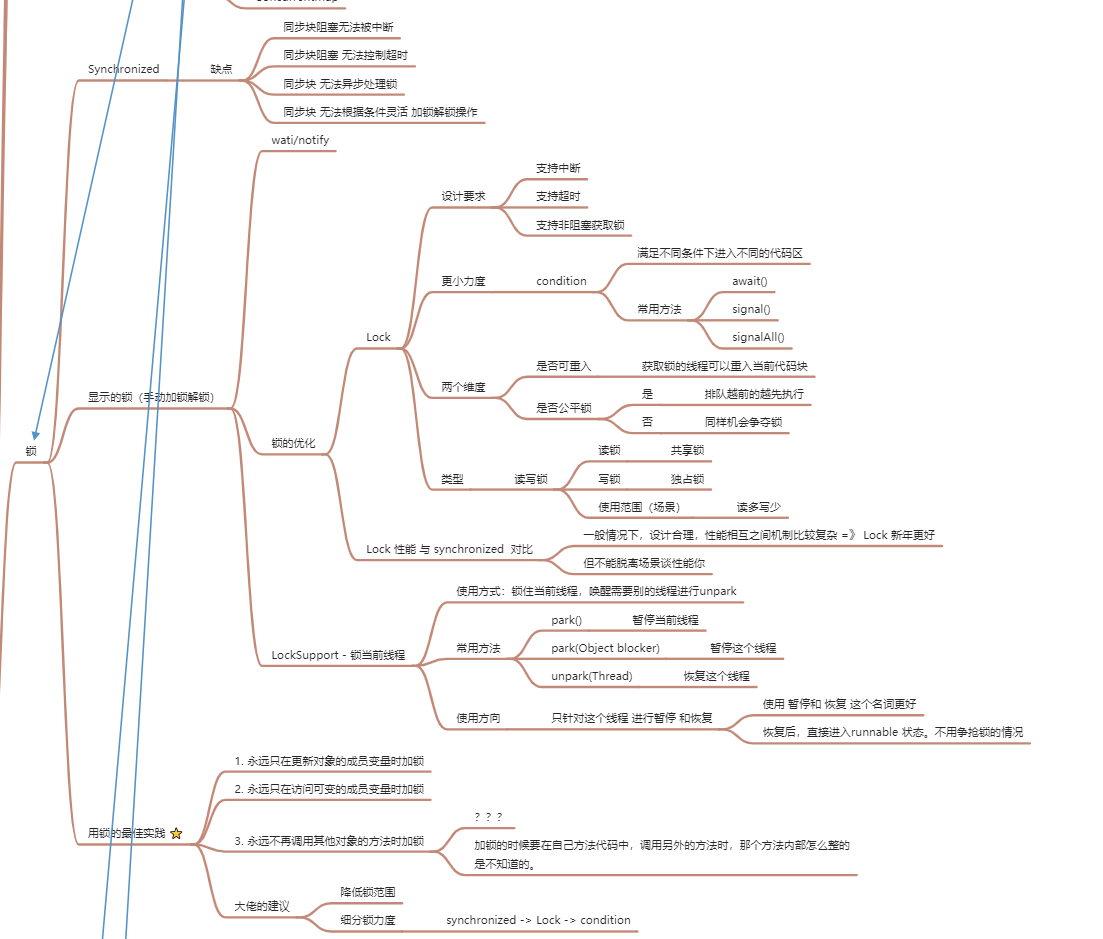 同步块阻塞无法被中断
同步块阻塞 无法控制超时
Synchronized
缺点
同步块 无法异步处理锁
同步块 无法根据条件灵活 加锁解锁操作
wati/notify
支持中断
设计要求
支持超时
支持非阻塞获取锁
满足不同条件下进入不同的代码区
更小力度
condition
await()
常用方法
signal()
signalAll()
Lock
是否可重入
获取锁的线程可以重入当前代码块
两个维度
是
排队越前的越先执行
是否公平锁
否
同样机会争夺锁
显示的锁（手动加锁解锁）
锁的优化
锁
读锁
共享锁
类型
读写锁
写锁
独占锁
使用范围（场景）
读多写少
一般情况下，设计合理，性能相互之间机制比较复杂 =》 Lock 新年更好
Lock 性能 与 synchronized 对比
但不能脱离场景谈性能你
使用方式：锁住当前线程，唤醒需要别的线程进行unpark
park()
暂停当前线程
LockSupport - 锁当前线程
常用方法
park(Object blocker)
暂停这个线程
unpark(Thread)
恢复这个线程
使用 暂停和 恢复 这个名词更好
使用方向
只针对这个线程 进行暂停 和恢复
恢复后，直接进入runnable 状态。不用争抢锁的情况
1. 永远只在更新对象的成员变量时加锁
2. 永远只在访问可变的成员变量时加锁
用锁的最佳实践
？？？
3. 永远不再调用其他对象的方法时加锁
加锁的时候要在自己方法代码中，调用另外的方法时，那个方法内部怎么整的
是不知道的。
降低锁范围
大佬的建议
细分锁力度
synchronized -> Lock -> condition